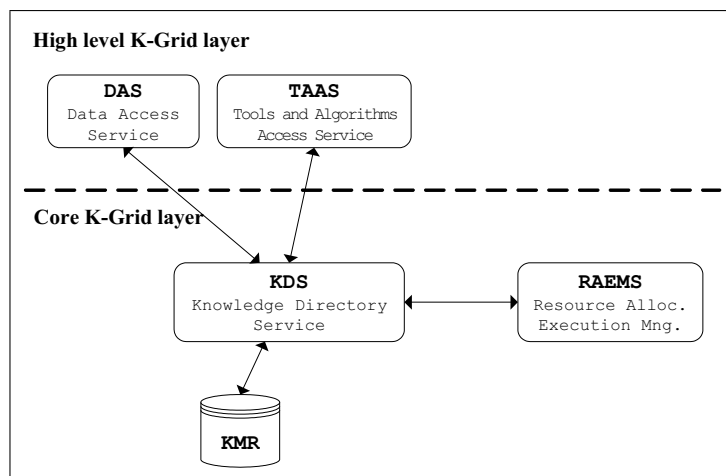 High level K-Grid layer
DAS
Data Access
Service
TAAS
Tools and Algorithms
Access Service
Core K-Grid layer
KDS
Knowledge Directory
Service
RAEMS
Resource Alloc.
Execution Mng.
KMR